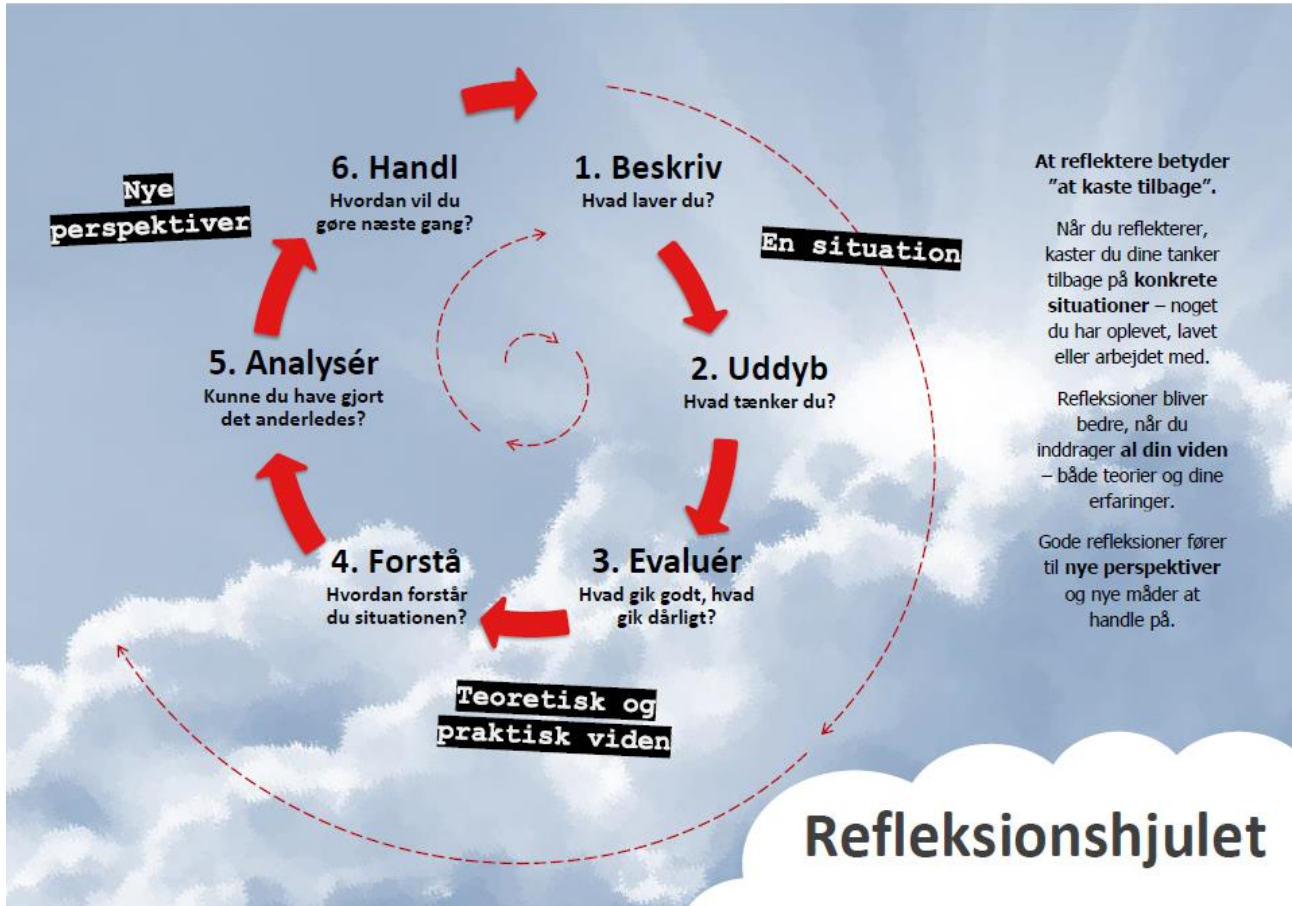 1. Beskriv
Hvad laver du?
En situation
2. Uddyb
Hvad tænker du?
3. Evaluér
Hvad gik godt, hvad
gik dårligt?
Teoretisk og
praktisk viden
4. Forstå
Hvordan forstår
du situationen?
5. Analysér
Kunne du have gjort
det anderledes?
Nye
perspektiver
6. Handl
Hvordan vil du
gøre næste gang?
At reflektere betyder
”at kaste tilbage”.
Når du reflekterer,
kaster du dine tanker
tilbage på konkrete
situationer – noget
du har oplevet, lavet
eller arbejdet med.
Refleksioner bliver
bedre, når du
inddrager al din viden
– både teorier og dine
erfaringer.
Gode refleksioner fører
til nye perspektiver
og nye måder at
handle på.
Refleksionshjulet